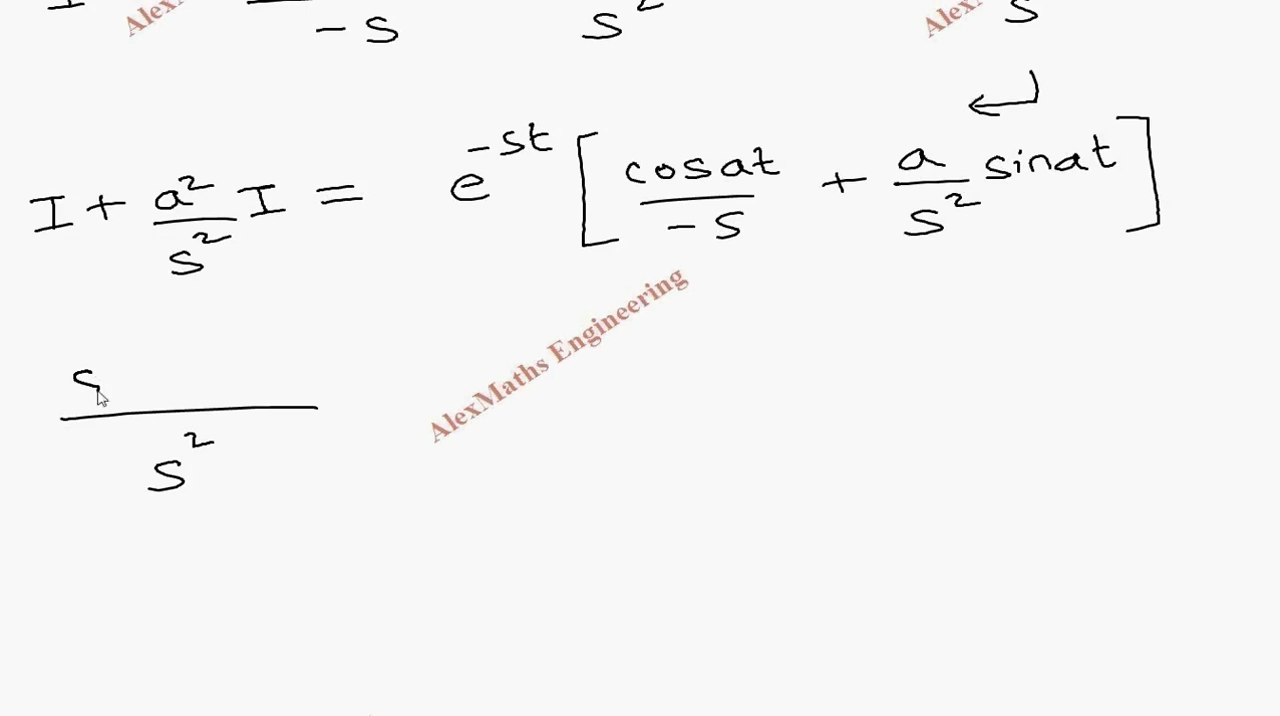 I -s s² s
I + a²/s² I = e^-st [ cosat/-s + a/s² sinat ]
AlexMaths Engineering
s/s²